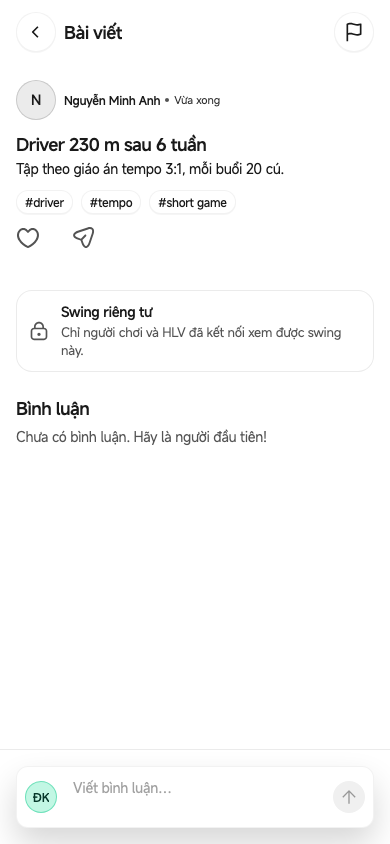 Bài viết
N
Nguyễn Minh Anh • Vừa xong
Driver 230 m sau 6 tuần
Tập theo giáo án tempo 3:1, mỗi buổi 20 cú.
#driver #tempo #short game
Swing riêng tư
Chỉ người chơi và HLV đã kết nối xem được swing
này.
Bình luận
Chưa có bình luận. Hãy là người đầu tiên!
ĐK
Viết bình luận...